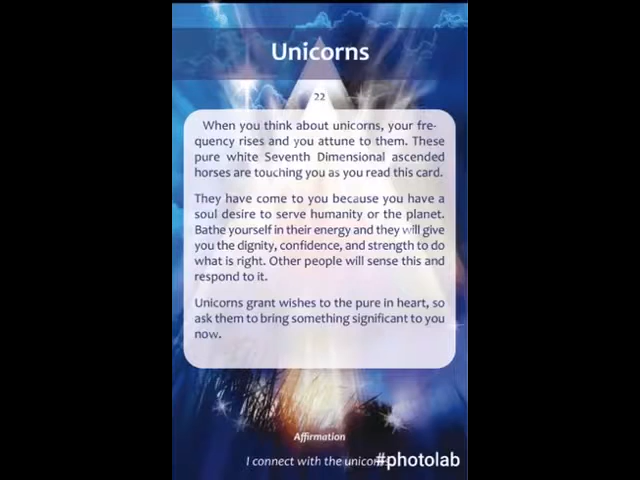 Unicorns
22
When you think about unicorns, your fre-
quency rises and you attune to them. These
pure white Seventh Dimensional ascended
horses are touching you as you read this card.
They have come to you because you have a
soul desire to serve humanity or the planet.
Bathe yourself in their energy and they will give
you the dignity, confidence, and strength to do
what is right. Other people will sense this and
respond to it.
Unicorns grant wishes to the pure in heart, so
ask them to bring something significant to you
now.
Affirmation
I connect with the
#photolab